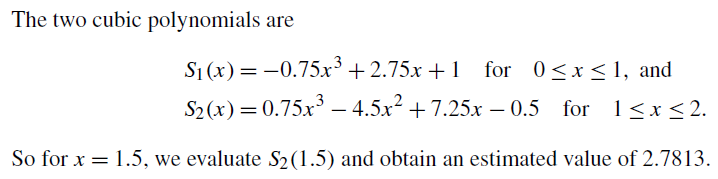 The two cubic polynomials are
S₁(x) = −0.75x³ + 2.75x + 1 for 0 ≤ x ≤ 1, and
S₂(x) = 0.75x³ − 4.5x² + 7.25x − 0.5 for 1 ≤ x ≤ 2.
So for x = 1.5, we evaluate S₂(1.5) and obtain an estimated value of 2.7813.